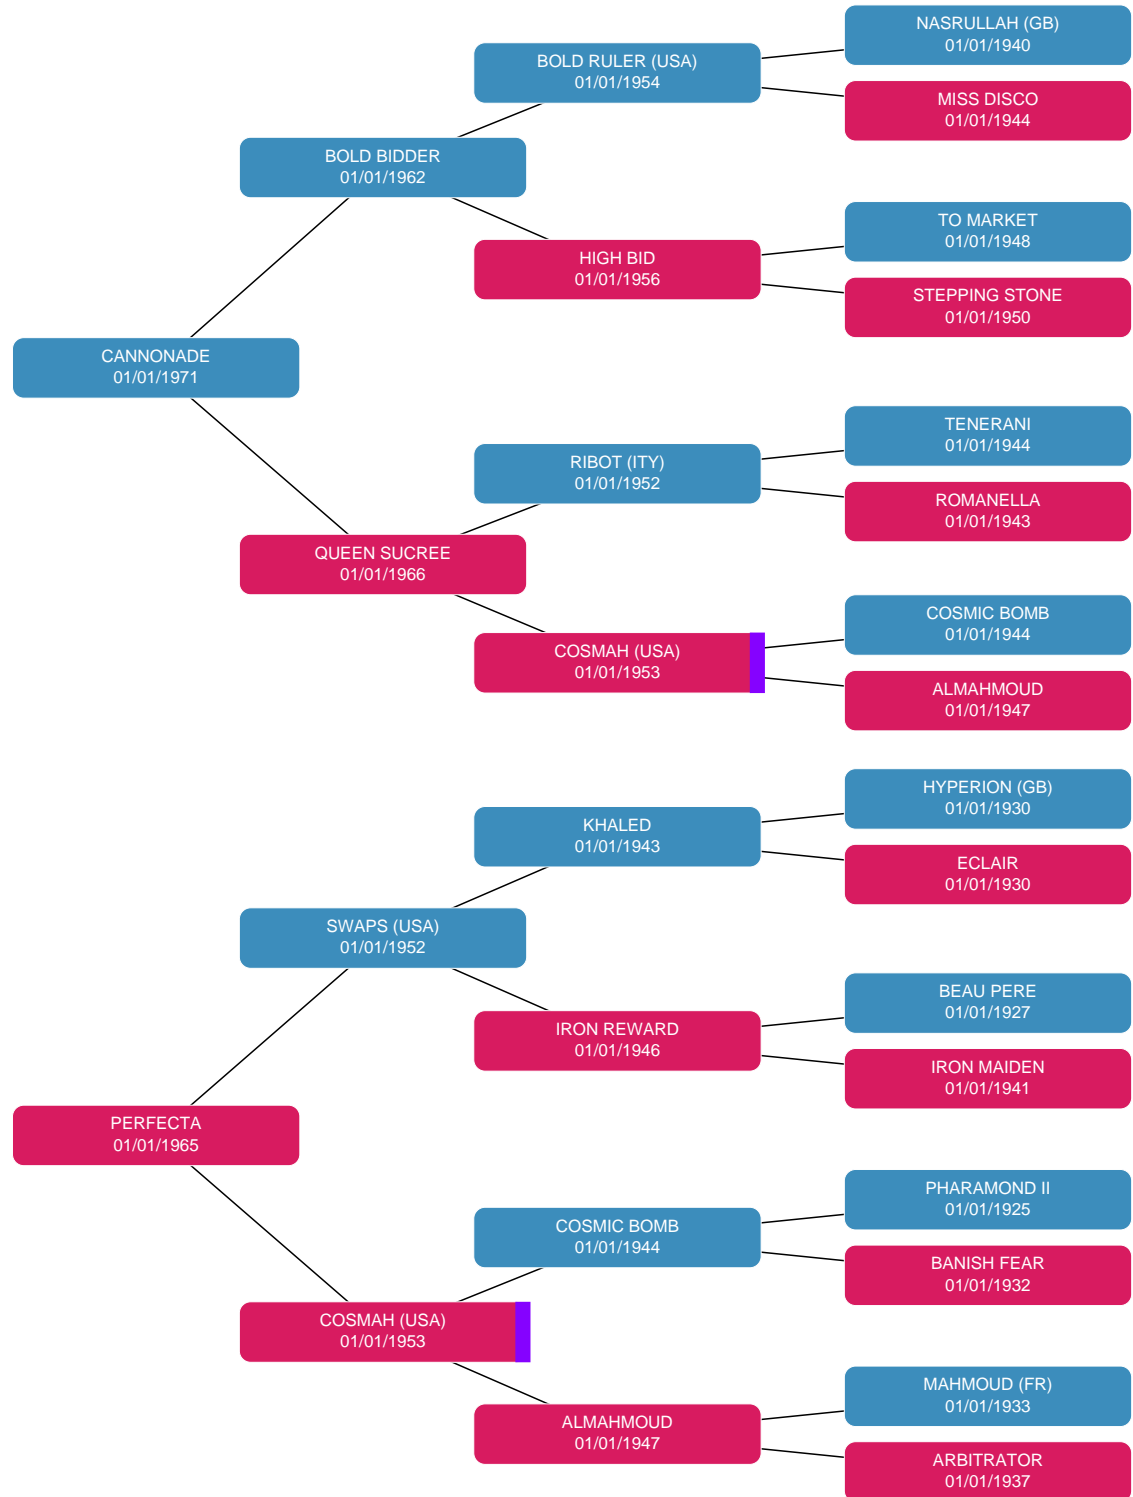 NASRULLAH (GB)
01/01/1940
BOLD RULER (USA)
01/01/1954
MISS DISCO
01/01/1944
BOLD BIDDER
01/01/1962
TO MARKET
01/01/1948
HIGH BID
01/01/1956
STEPPING STONE
01/01/1950
CANNONADE
01/01/1971
TENERANI
01/01/1944
RIBOT (ITY)
01/01/1952
ROMANELLA
01/01/1943
QUEEN SUCREE
01/01/1966
COSMIC BOMB
01/01/1944
COSMAH (USA)
01/01/1953
ALMAHMOUD
01/01/1947
HYPERION (GB)
01/01/1930
KHALED
01/01/1943
ECLAIR
01/01/1930
SWAPS (USA)
01/01/1952
BEAU PERE
01/01/1927
IRON REWARD
01/01/1946
IRON MAIDEN
01/01/1941
PERFECTA
01/01/1965
PHARAMOND II
01/01/1925
COSMIC BOMB
01/01/1944
BANISH FEAR
01/01/1932
COSMAH (USA)
01/01/1953
MAHMOUD (FR)
01/01/1933
ALMAHMOUD
01/01/1947
ARBITRATOR
01/01/1937